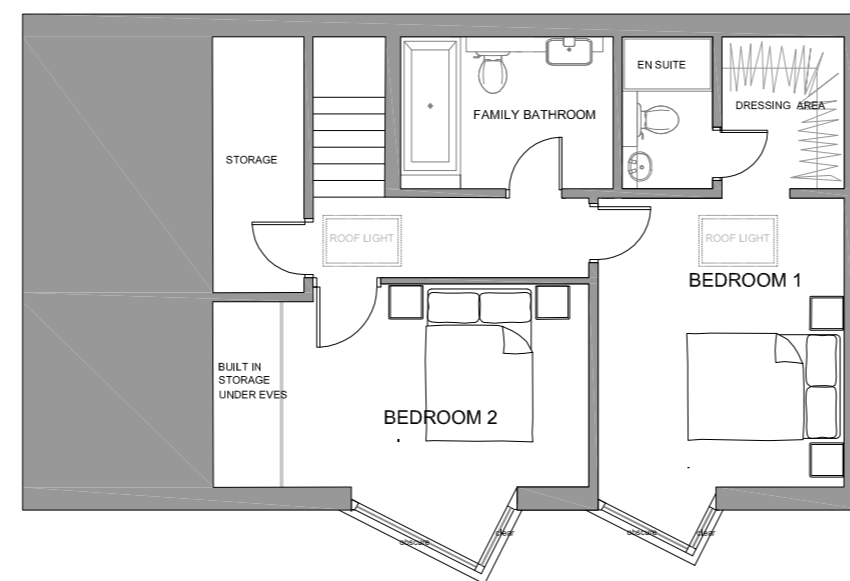 EN SUITE
DRESSING AREA
FAMILY BATHROOM
STORAGE
ROOF LIGHT
ROOF LIGHT
BEDROOM 1
BUILT IN
STORAGE
UNDER EVES
BEDROOM 2
obscure
clear
obscure
clear